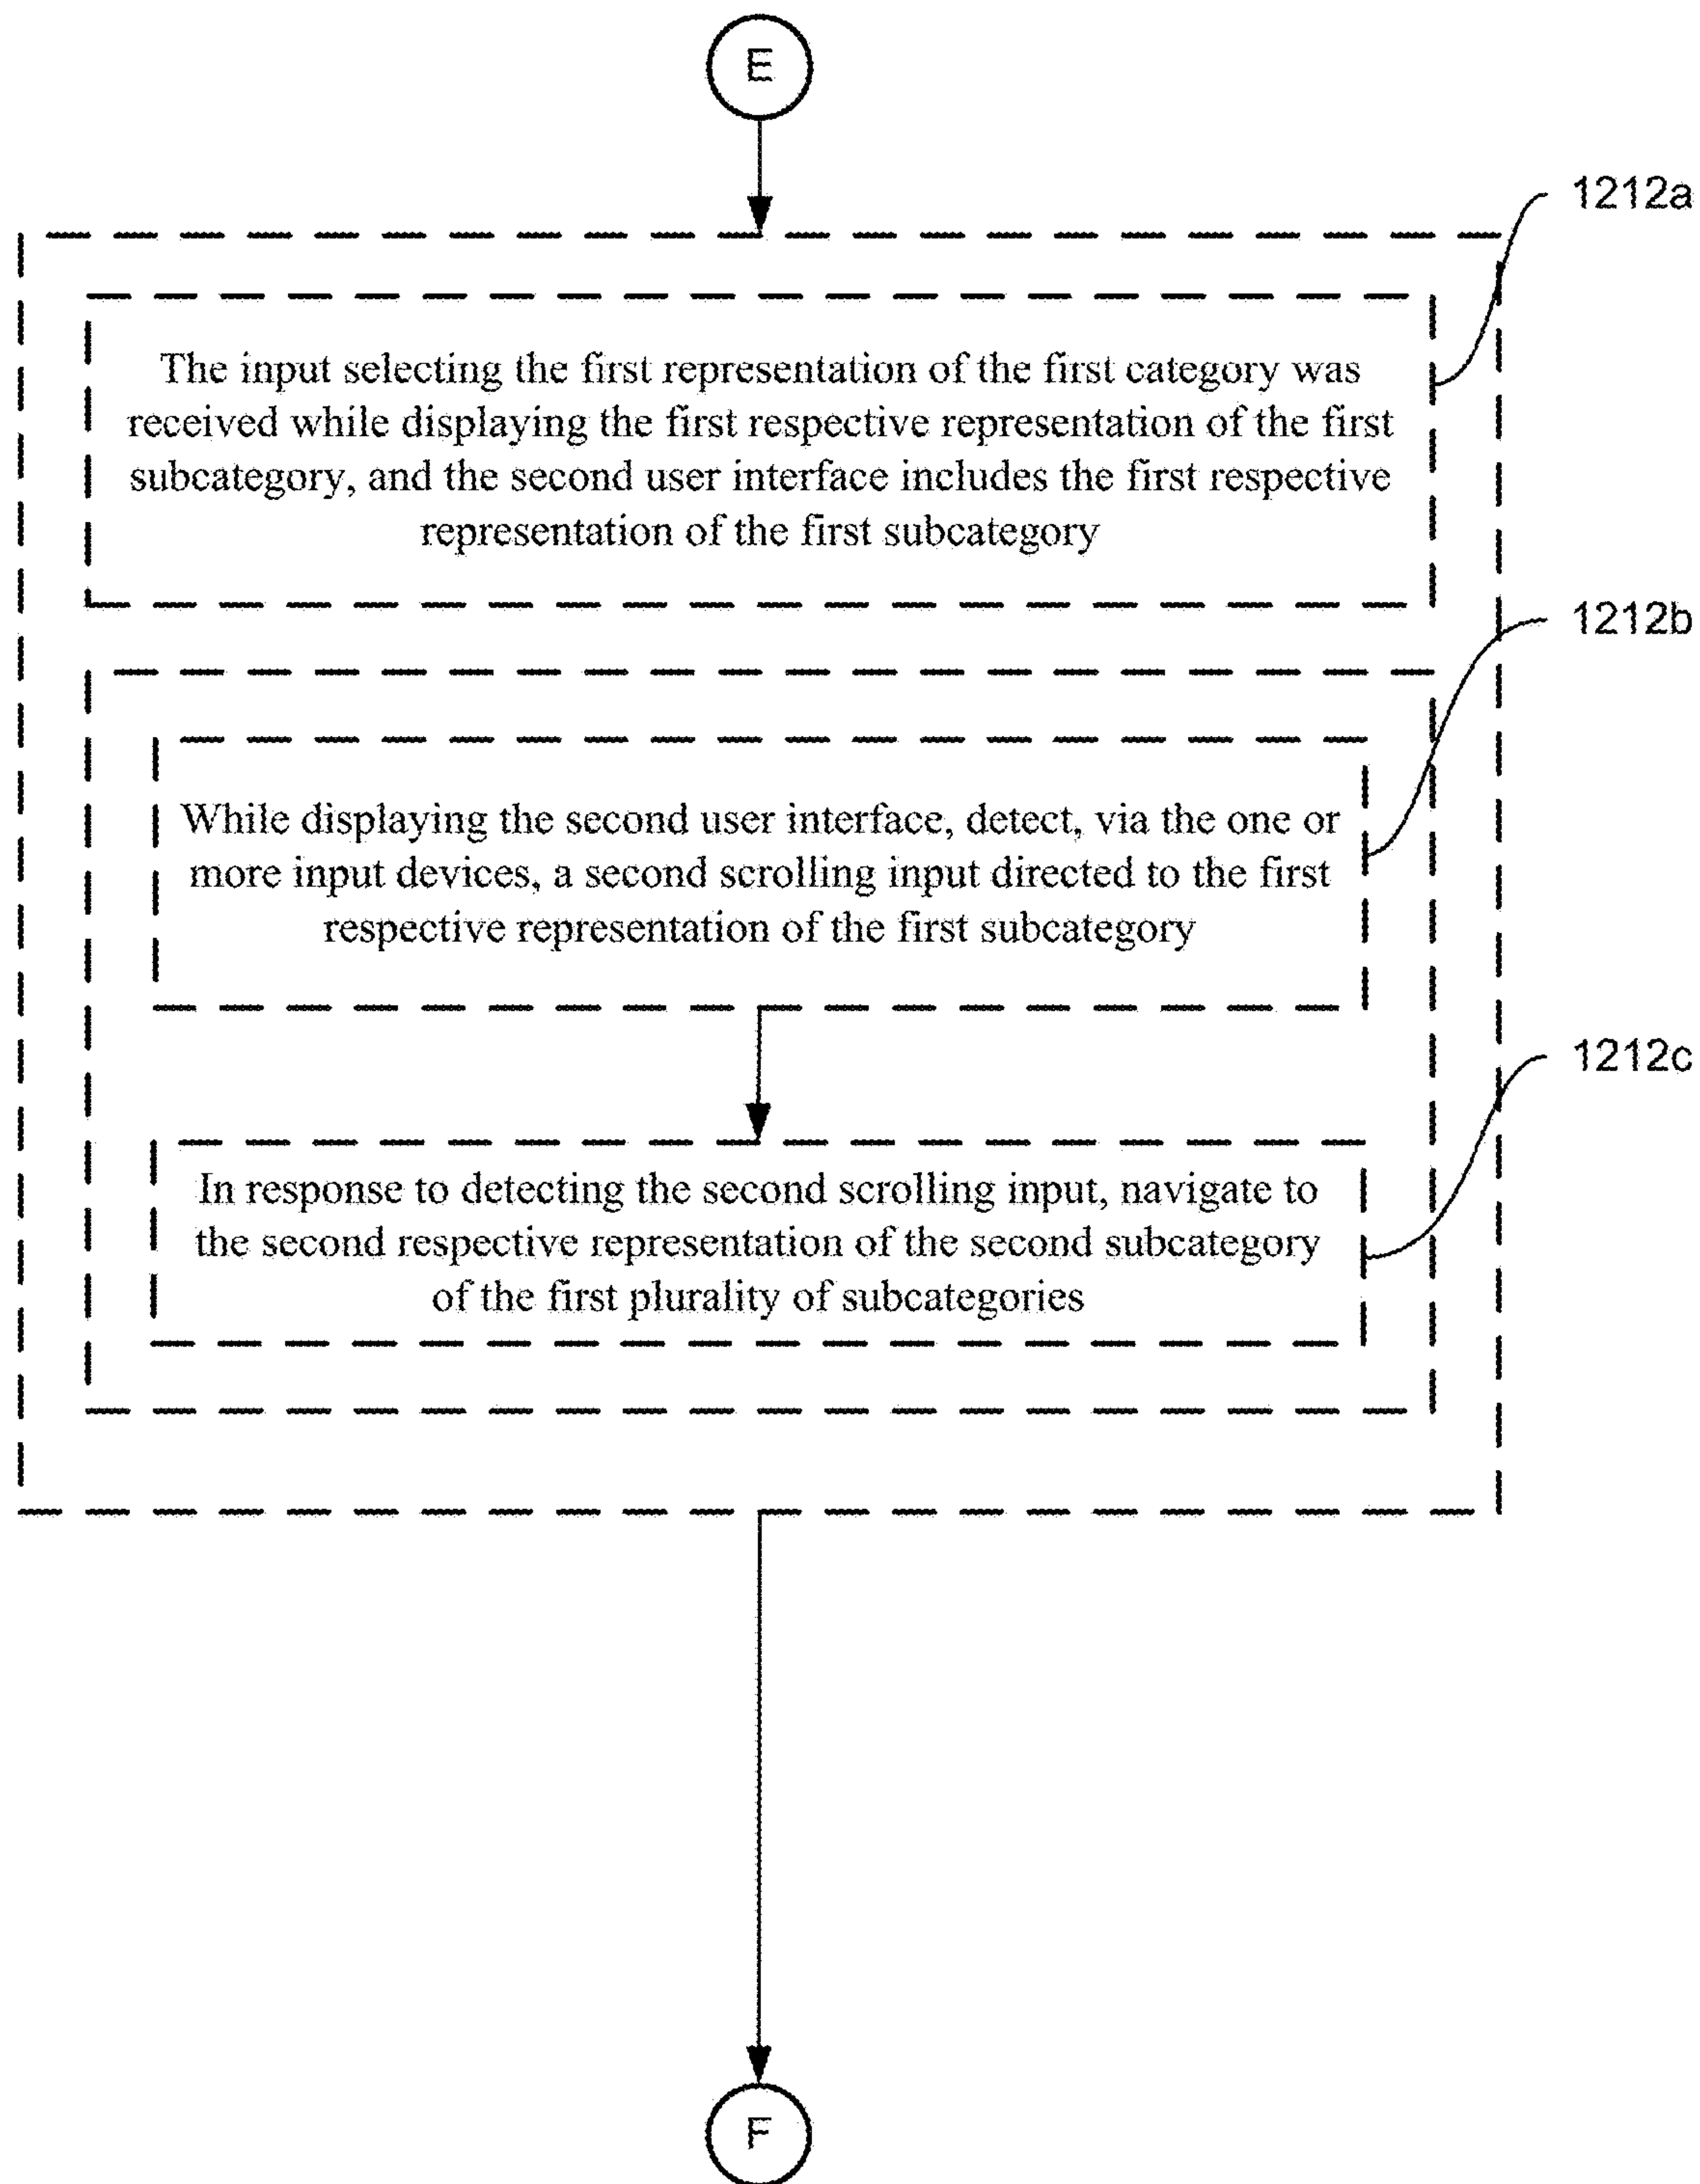 E
1212a
The input selecting the first representation of the first category was
received while displaying the first respective representation of the first
subcategory, and the second user interface includes the first respective
representation of the first subcategory
1212b
While displaying the second user interface, detect, via the one or
more input devices, a second scrolling input directed to the first
respective representation of the first subcategory
1212c
In response to detecting the second scrolling input, navigate to
the second respective representation of the second subcategory
of the first plurality of subcategories
F